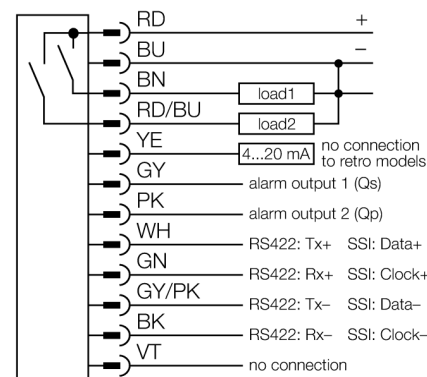 RD +
BU –
BN load1
RD/BU load2
YE 4...20 mA no connection
to retro models
GY alarm output 1 (Qs)
PK alarm output 2 (Qp)
WH RS422: Tx+ SSI: Data+
GN RS422: Rx+ SSI: Clock+
GY/PK RS422: Tx– SSI: Data–
BK RS422: Rx– SSI: Clock–
VT no connection